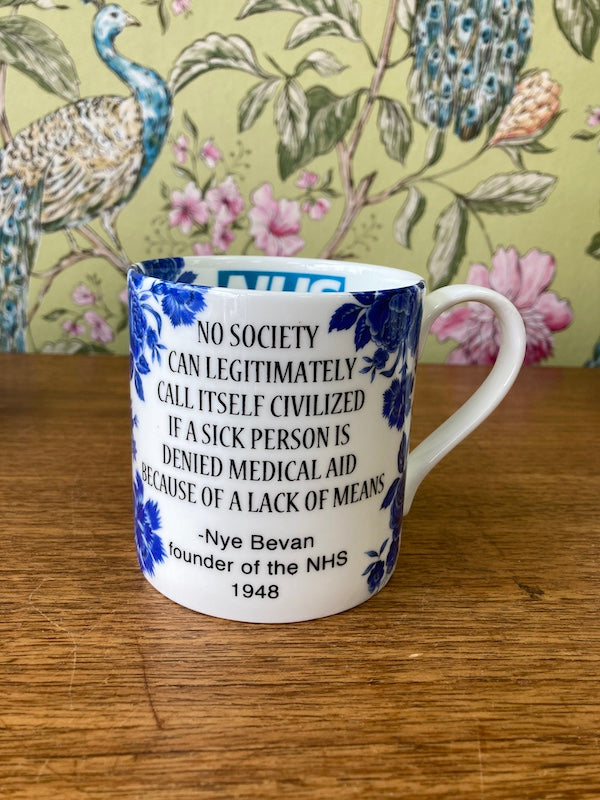 NHS
NO SOCIETY
CAN LEGITIMATELY
CALL ITSELF CIVILIZED
IF A SICK PERSON IS
DENIED MEDICAL AID
BECAUSE OF A LACK OF MEANS
-Nye Bevan
founder of the NHS
1948